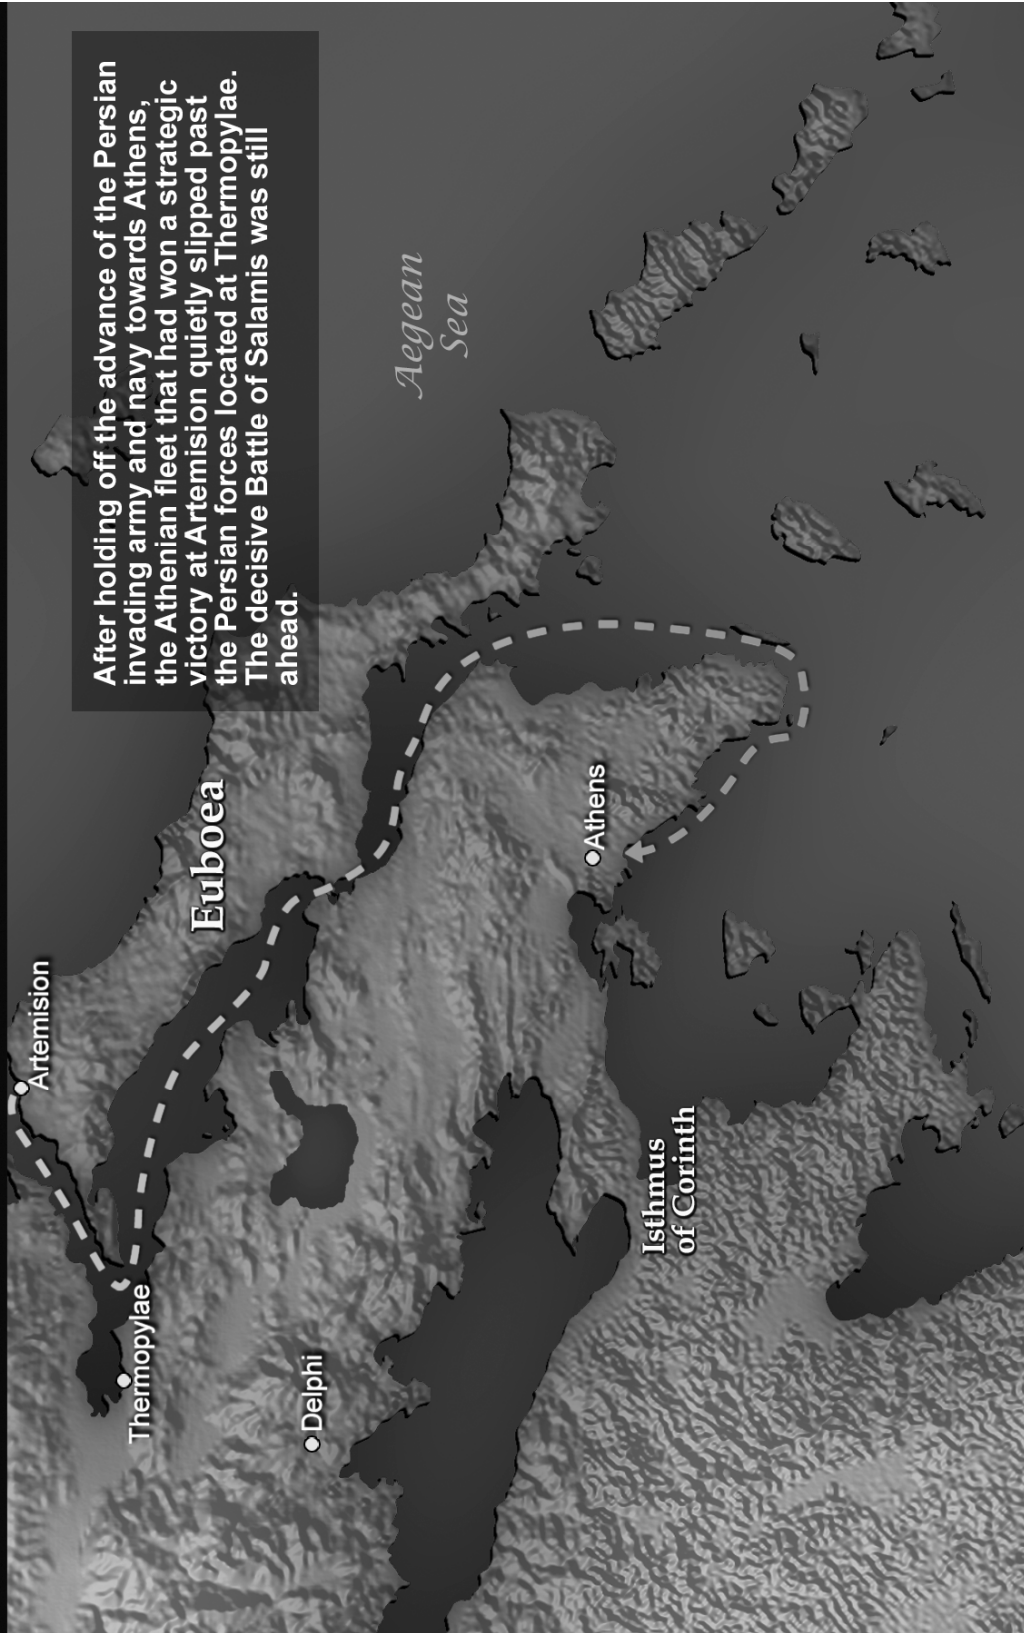 After holding off the advance of the Persian
invading army and navy towards Athens,
the Athenian fleet that had won a strategic
victory at Artemision quietly slipped past
the Persian forces located at Thermopylae.
The decisive Battle of Salamis was still
ahead.
Artemision
Thermopylae
Euboea
Aegean
Sea
Delphi
Athens
Isthmus
of Corinth